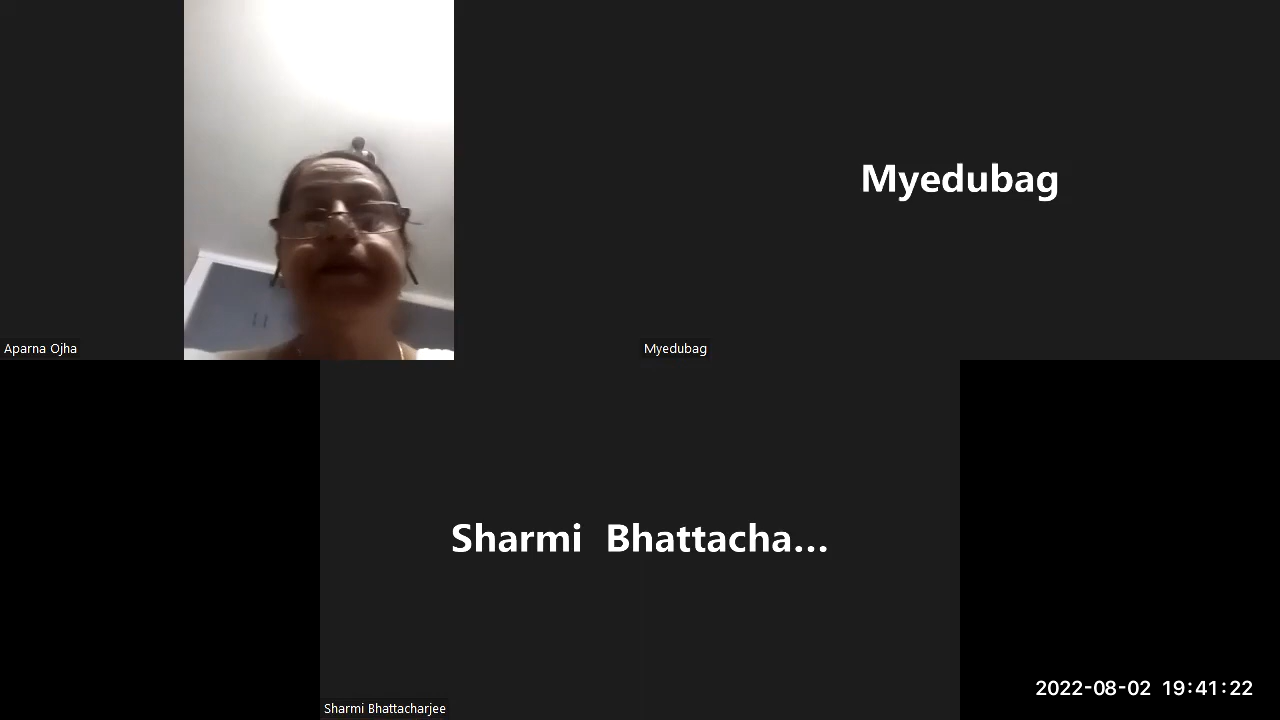 Myedubag
Aparna Ojha
Myedubag
Sharmi Bhattacha...
Sharmi Bhattacharjee
2022-08-02 19:41:22